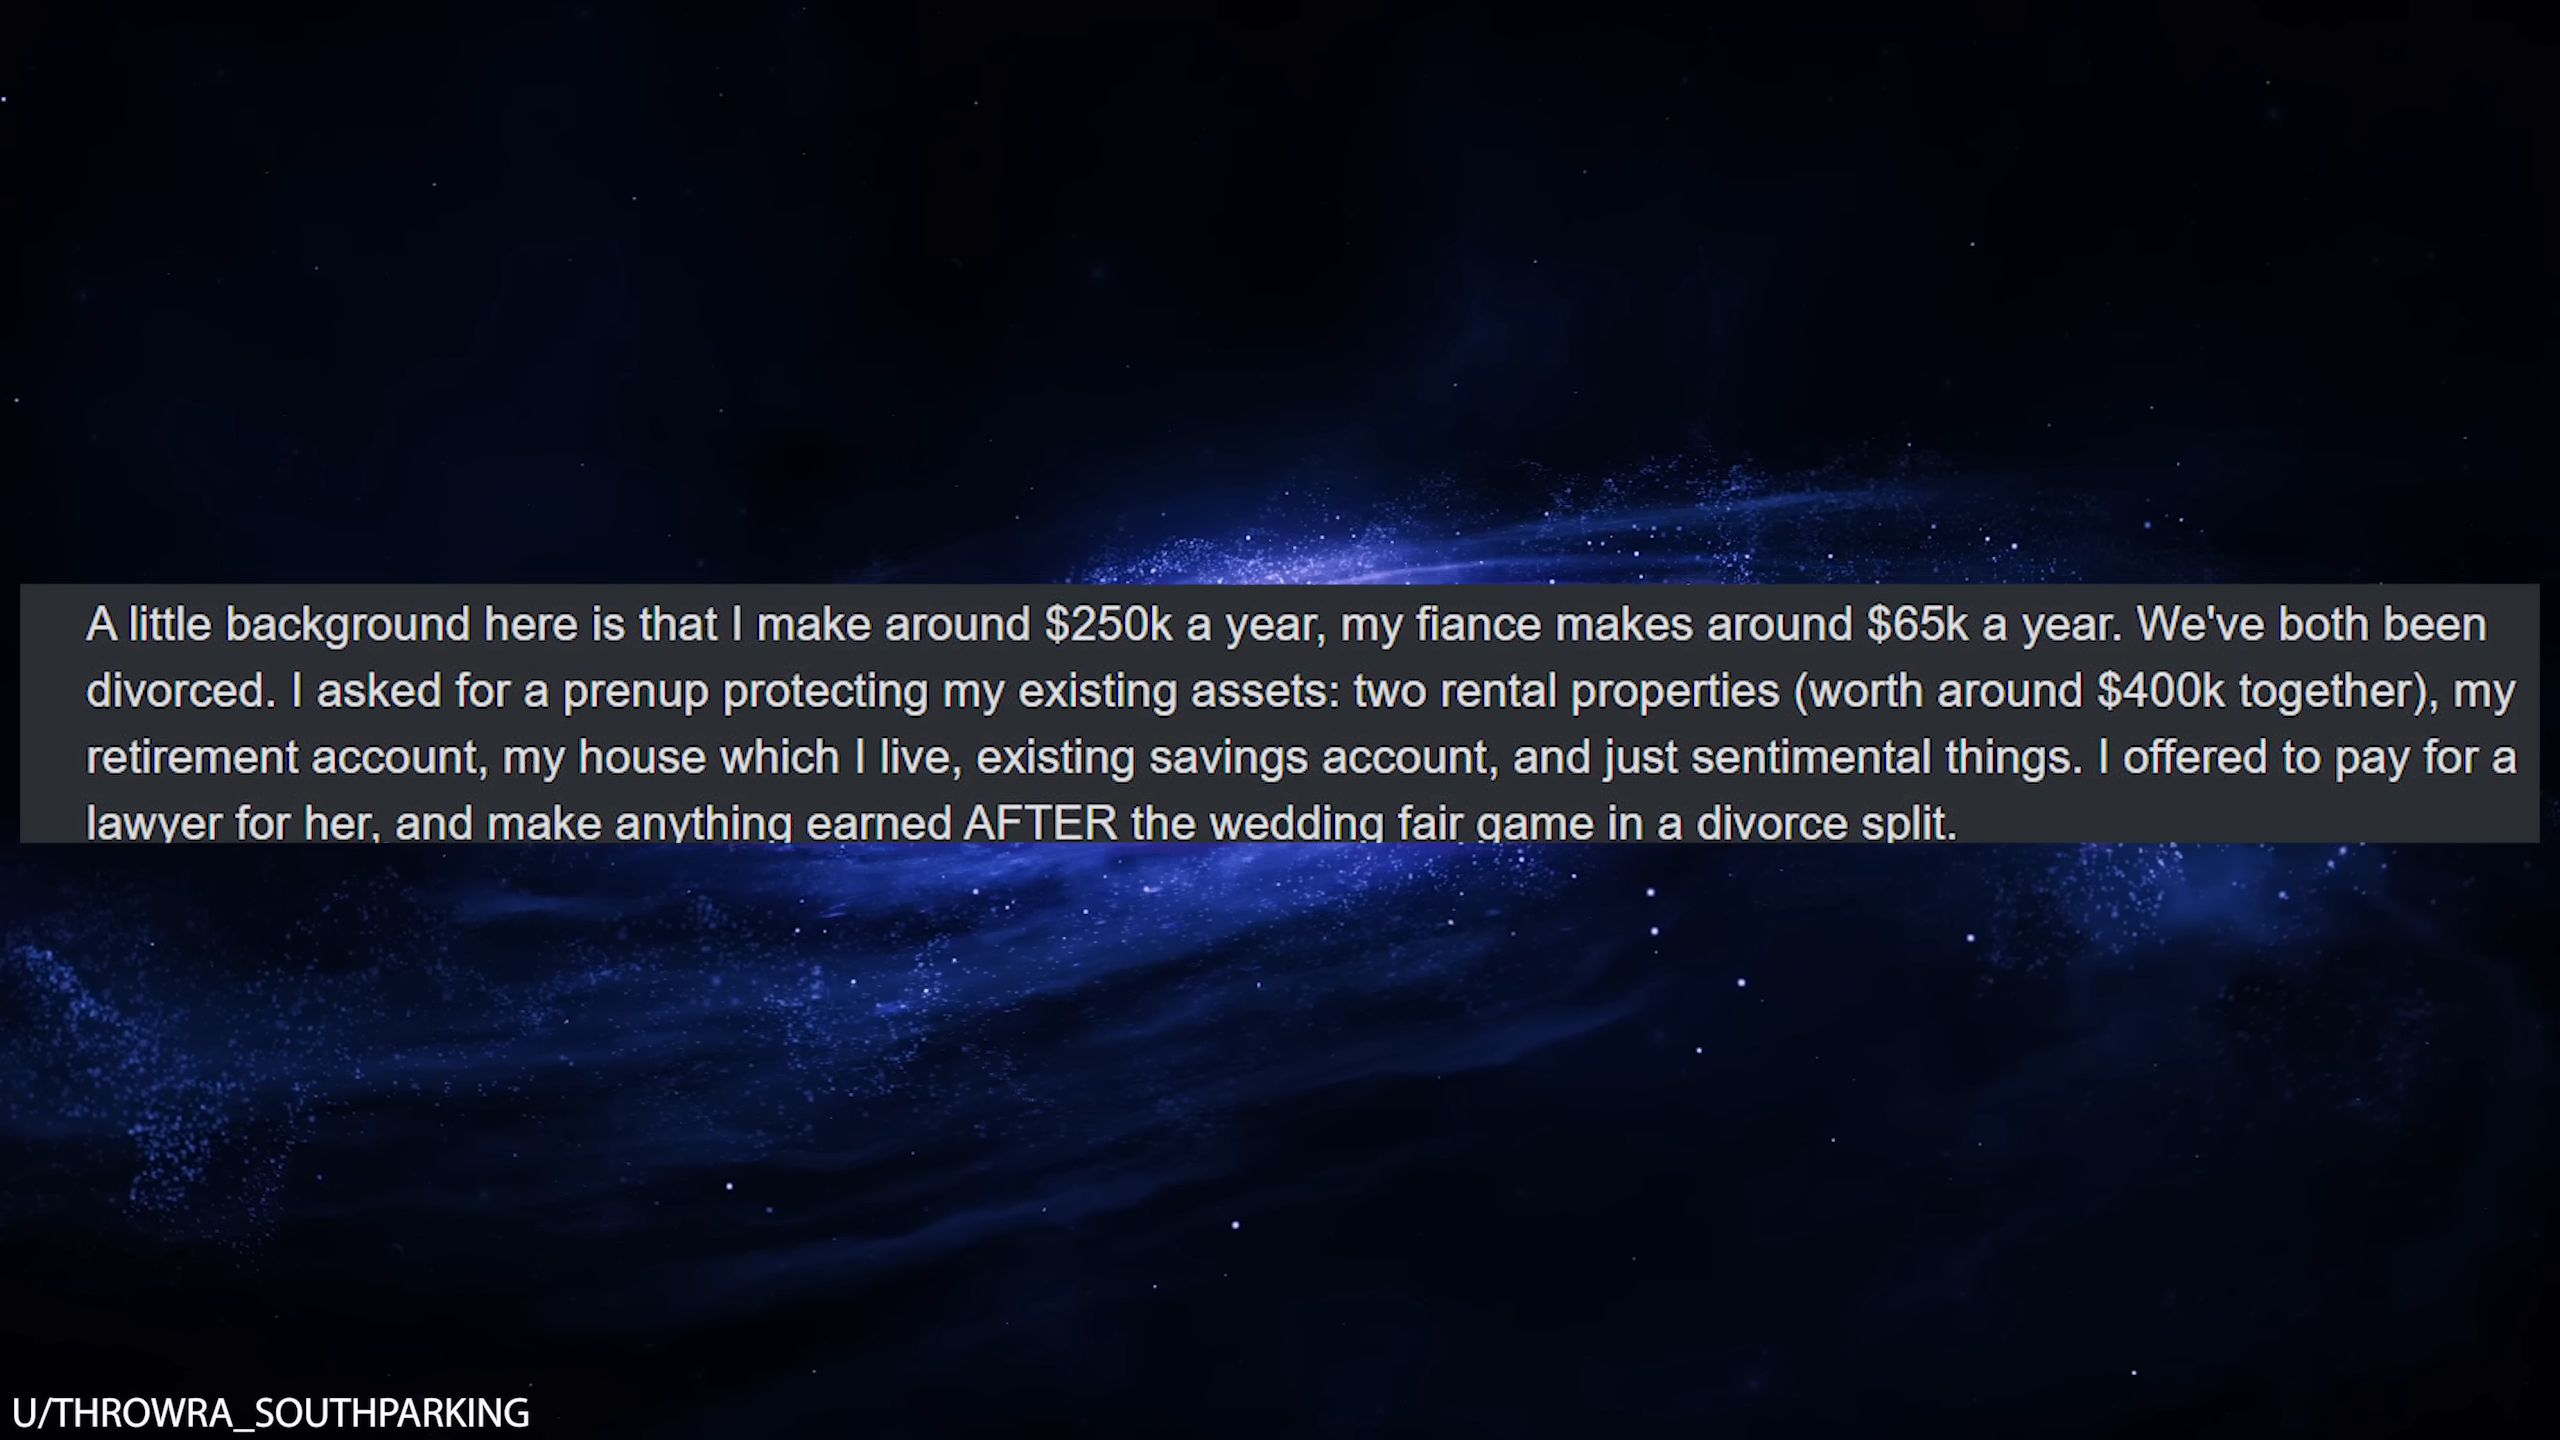 A little background here is that I make around $250k a year, my fiance makes around $65k a year. We've both been
divorced. I asked for a prenup protecting my existing assets: two rental properties (worth around $400k together), my
retirement account, my house which I live, existing savings account, and just sentimental things. I offered to pay for a
lawyer for her, and make anything earned AFTER the wedding fair game in a divorce split.
U/THROWRA_SOUTHPARKING